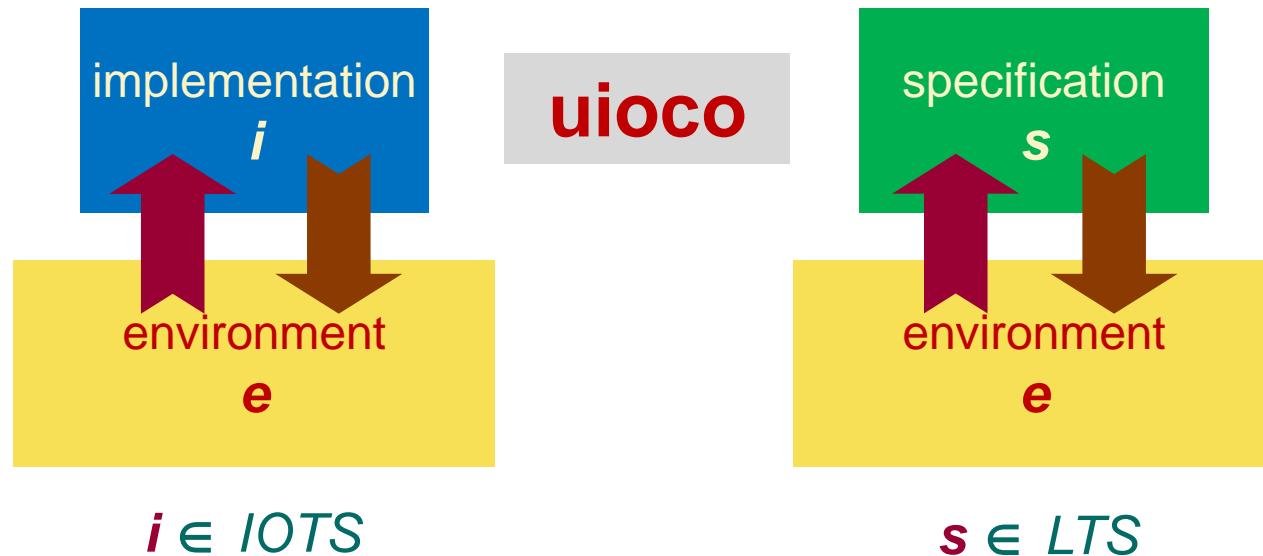 implementation
i
uioco
specification
s
environment
e
environment
e
i ∈ IOTS
s ∈ LTS